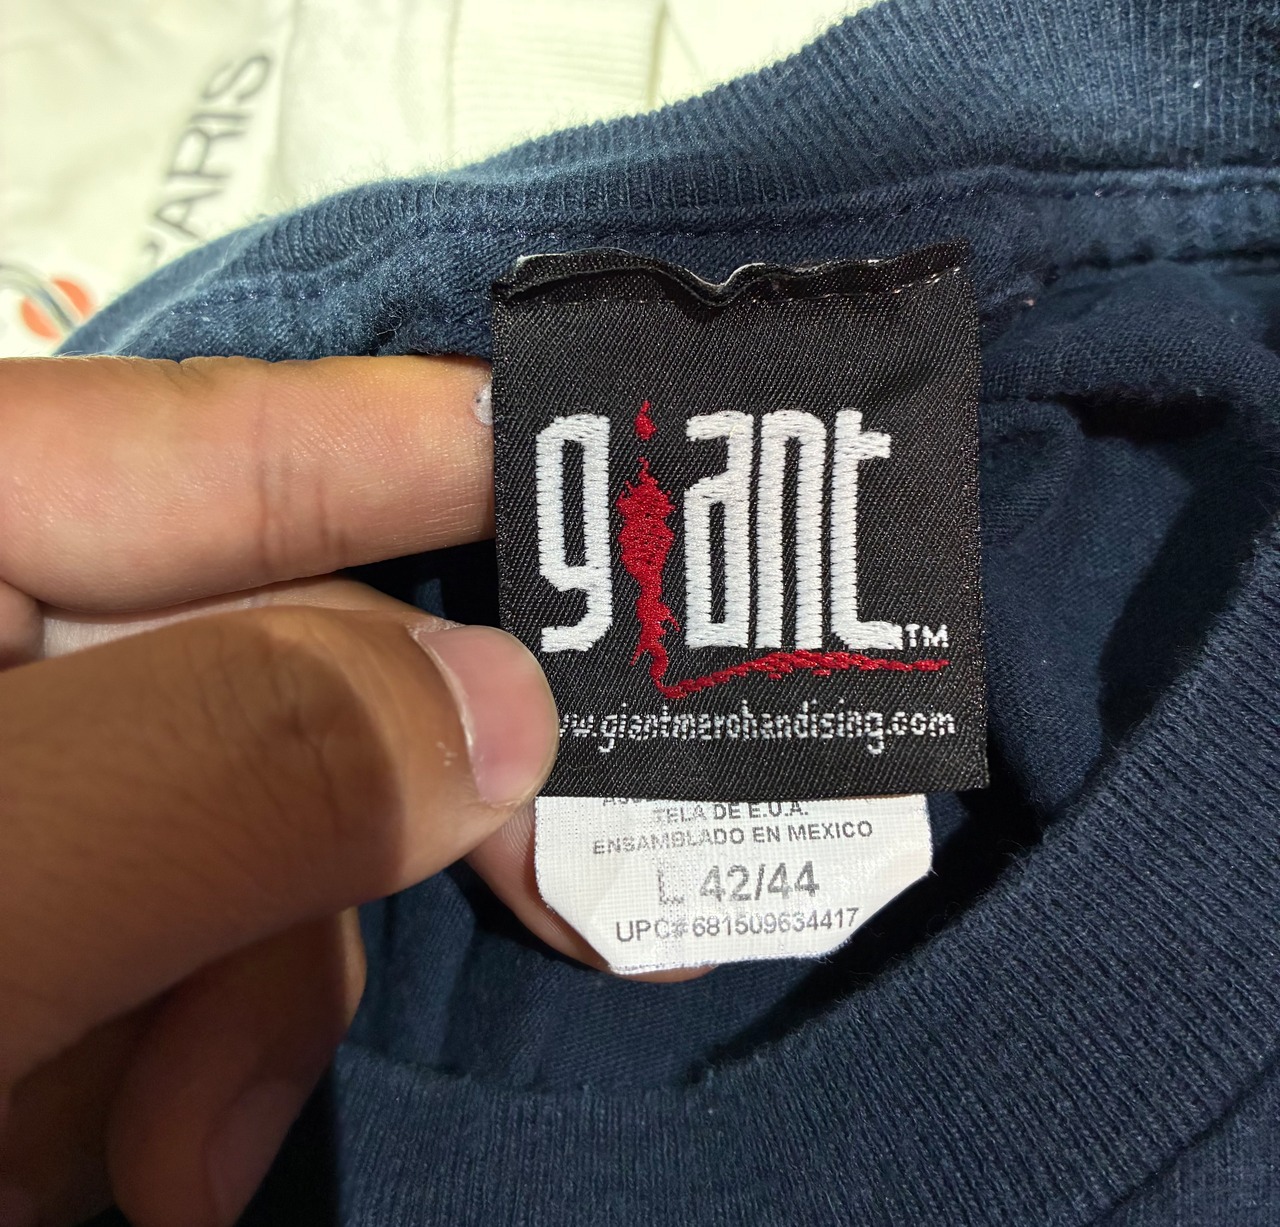 PARIS
giant™
www.giantmerchandising.com
TELA DE E.U.A.
ENSAMBLADO EN MEXICO
L 42/44
UPC#681509634417